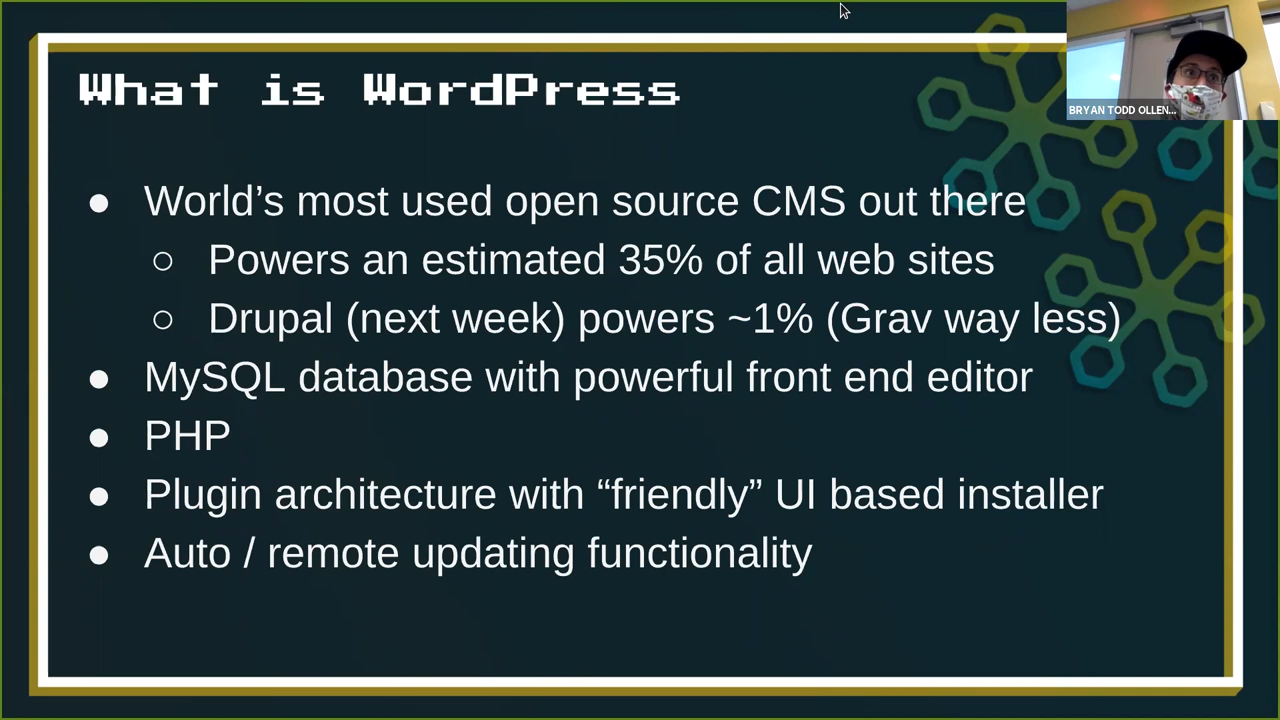 What is WordPress
BRYAN TODD OLLEN...
● World’s most used open source CMS out there
○ Powers an estimated 35% of all web sites
○ Drupal (next week) powers ~1% (Grav way less)
● MySQL database with powerful front end editor
● PHP
● Plugin architecture with “friendly” UI based installer
● Auto / remote updating functionality